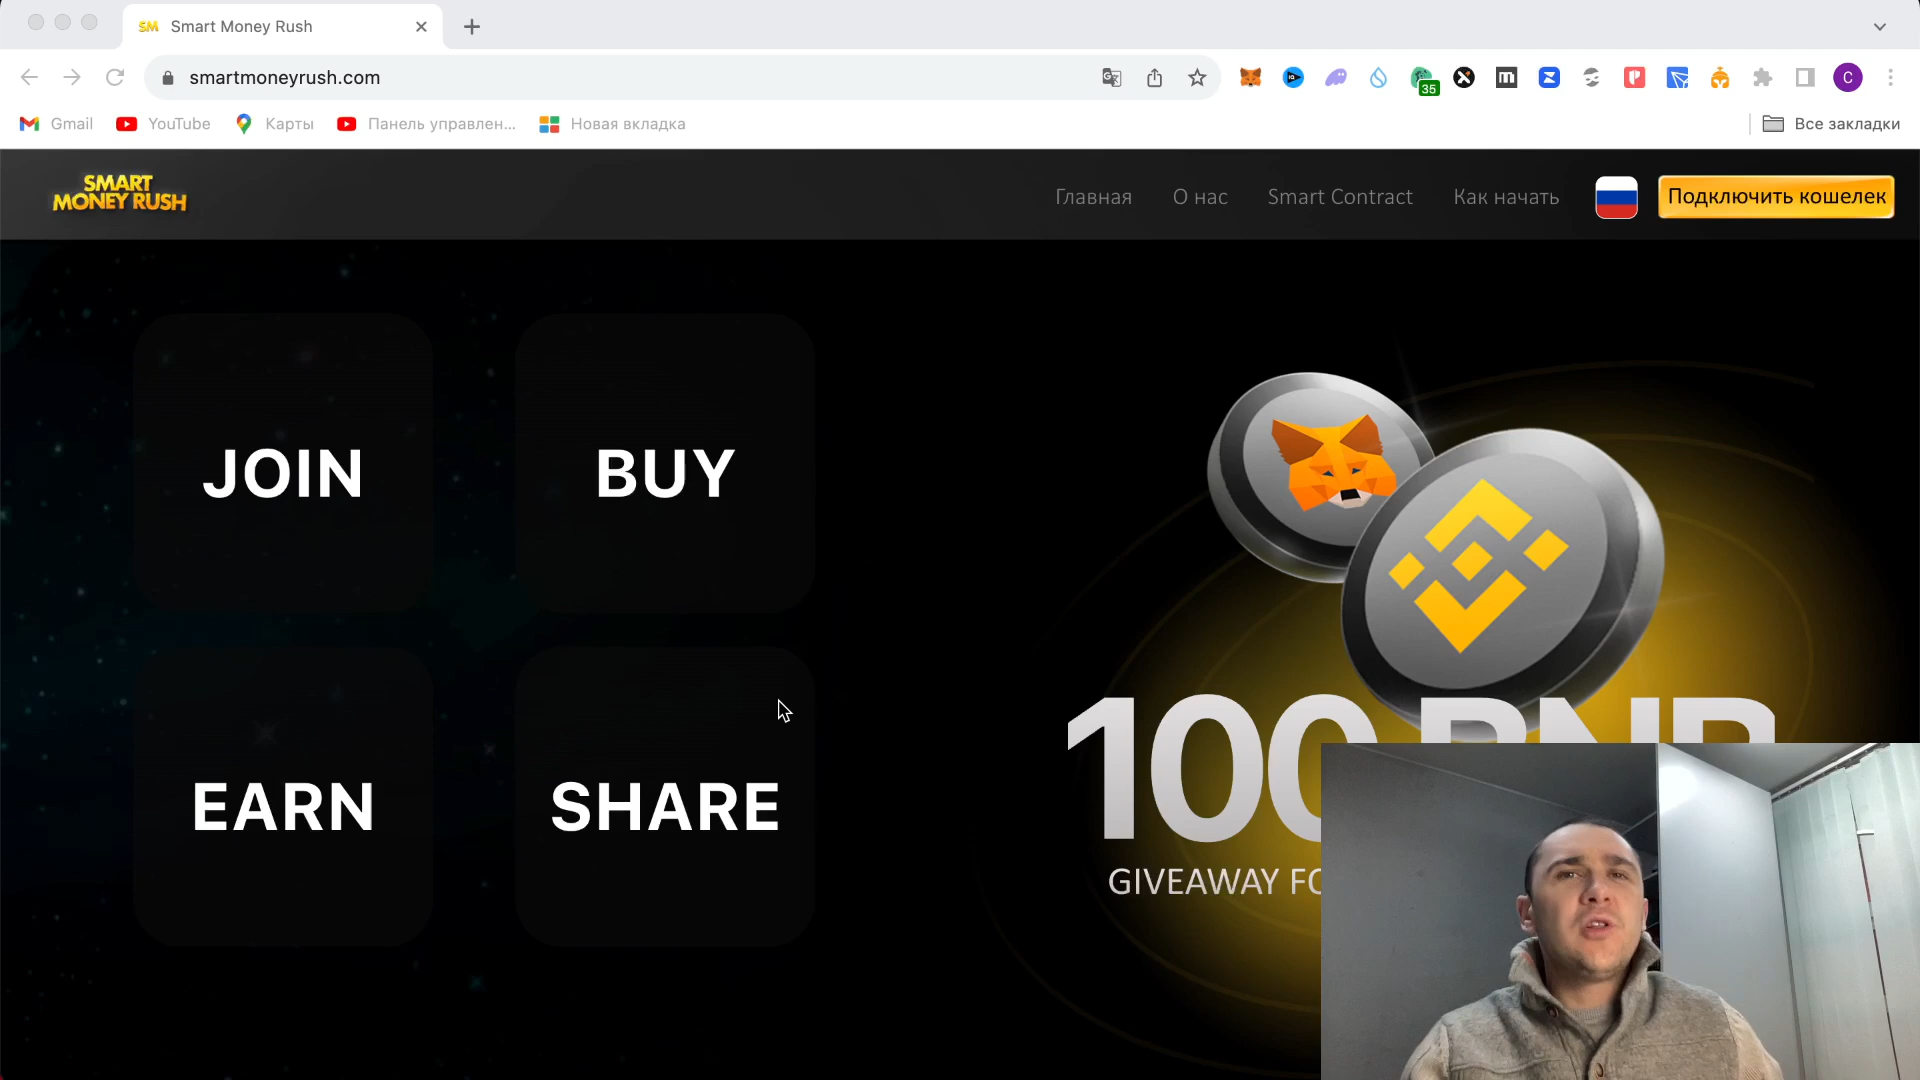 Smart Money Rush
smartmoneyrush.com
35
C
Gmail
YouTube
Карты
Панель управлен...
Новая вкладка
Все закладки
SMART
MONEY RUSH
Главная
О нас
Smart Contract
Как начать
Подключить кошелек
JOIN
BUY
EARN
SHARE
100 BNB
GIVEAWAY